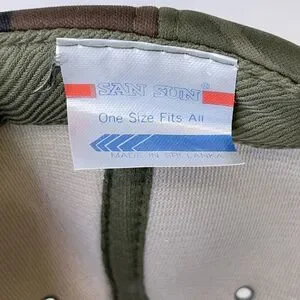 SAN SUN®
One Size Fits All
MADE IN SRI LANKA